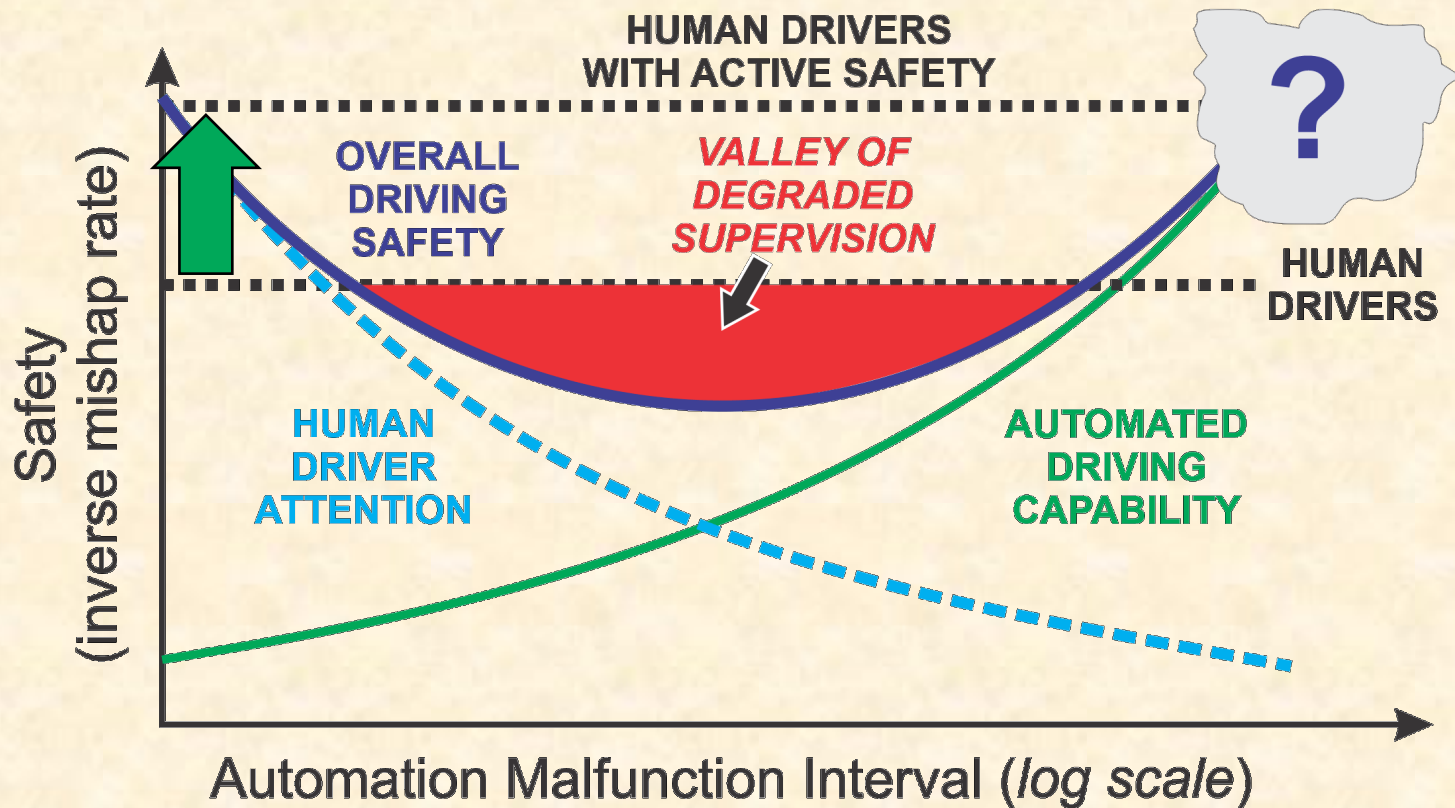 HUMAN DRIVERS
WITH ACTIVE SAFETY
?
OVERALL
DRIVING
SAFETY
VALLEY OF
DEGRADED
SUPERVISION
HUMAN
DRIVERS
Safety
(inverse mishap rate)
HUMAN
DRIVER
ATTENTION
AUTOMATED
DRIVING
CAPABILITY
Automation Malfunction Interval (log scale)